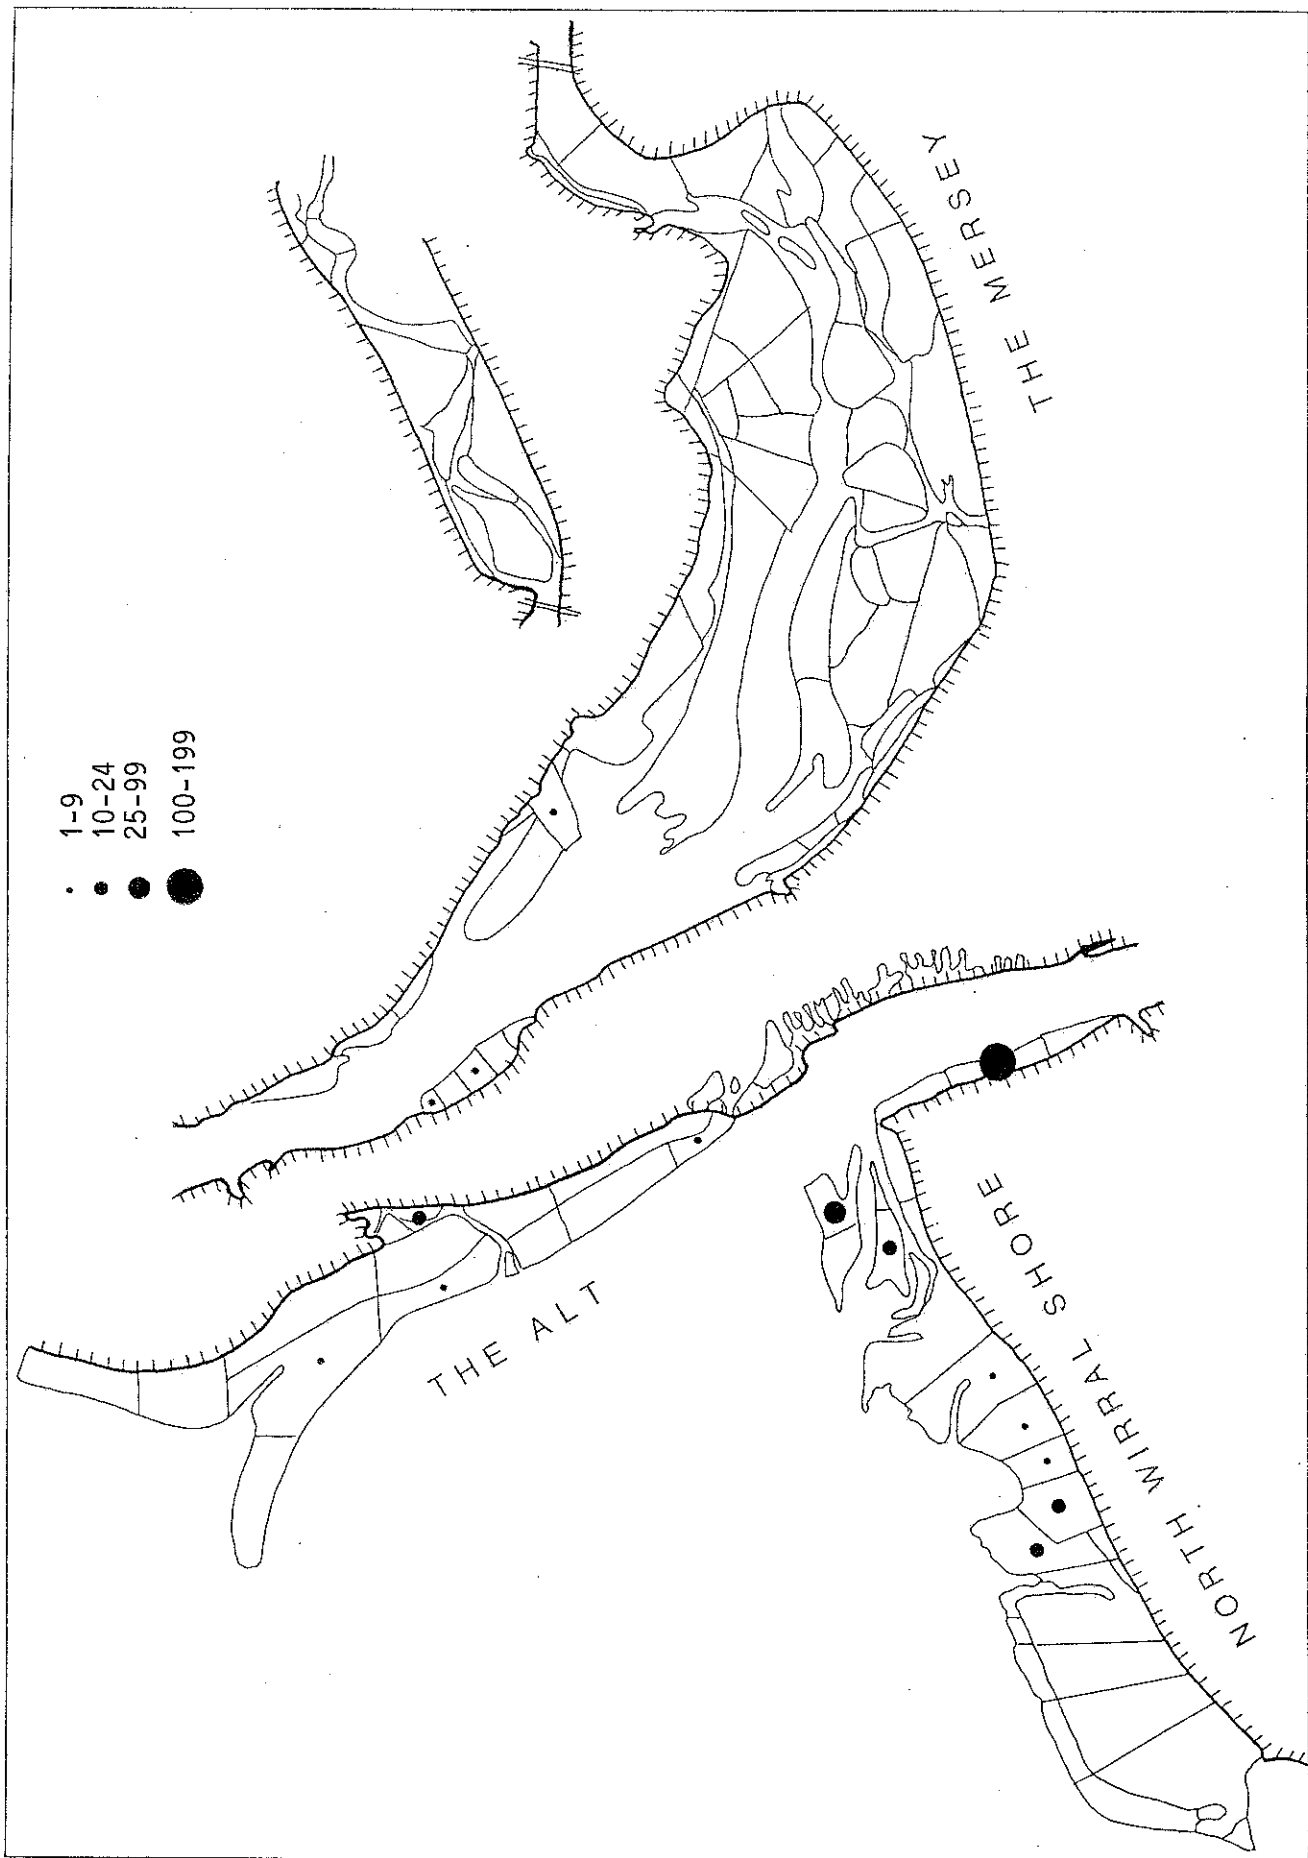 1-9
10-24
25-99
100-199
THE MERSEY
THE ALT
NORTH WIRRAL SHORE